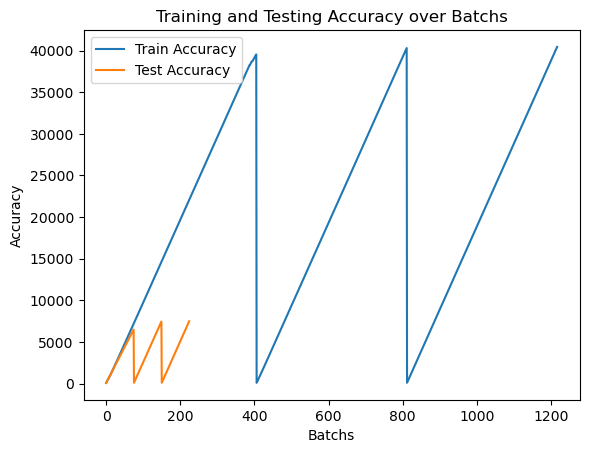 Training and Testing Accuracy over Batchs
Train Accuracy
Test Accuracy
Accuracy
40000
35000
30000
25000
20000
15000
10000
5000
0
0 200 400 600 800 1000 1200
Batchs